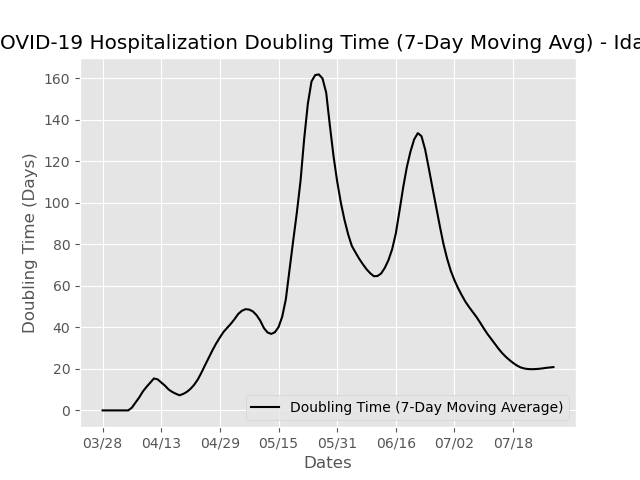 OVID-19 Hospitalization Doubling Time (7-Day Moving Avg) - Ida
160
140
120
100
80
60
40
20
0
Doubling Time (Days)
Doubling Time (7-Day Moving Average)
03/28 04/13 04/29 05/15 05/31 06/16 07/02 07/18
Dates